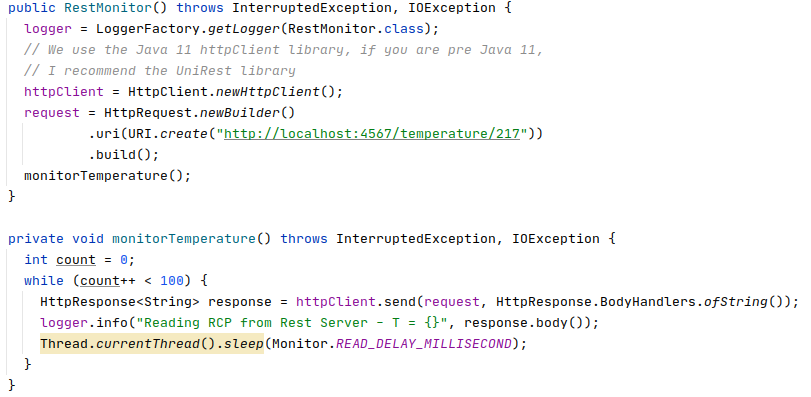 public RestMonitor() throws InterruptedException, IOException {
logger = LoggerFactory.getLogger(RestMonitor.class);
// We use the Java 11 httpClient library, if you are pre Java 11,
// I recommend the UniRest library
httpClient = HttpClient.newHttpClient();
request = HttpRequest.newBuilder()
.uri(URI.create("http://localhost:4567/temperature/217"))
.build();
monitorTemperature();
}
private void monitorTemperature() throws InterruptedException, IOException {
int count = 0;
while (count++ < 100) {
HttpResponse<String> response = httpClient.send(request, HttpResponse.BodyHandlers.ofString());
logger.info("Reading RCP from Rest Server - T = {}", response.body());
Thread.currentThread().sleep(Monitor.READ_DELAY_MILLISECOND);
}
}